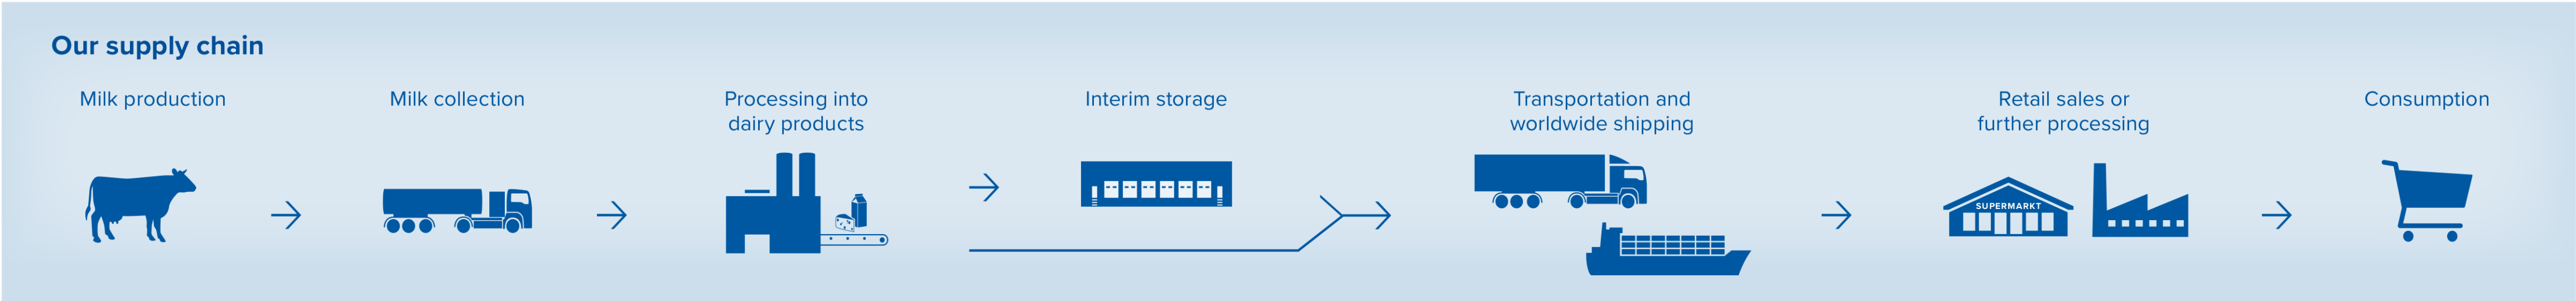 Our supply chain
Milk production
Milk collection
Processing into
dairy products
Interim storage
Transportation and
worldwide shipping
Retail sales or
further processing
SUPERMARKT
Consumption